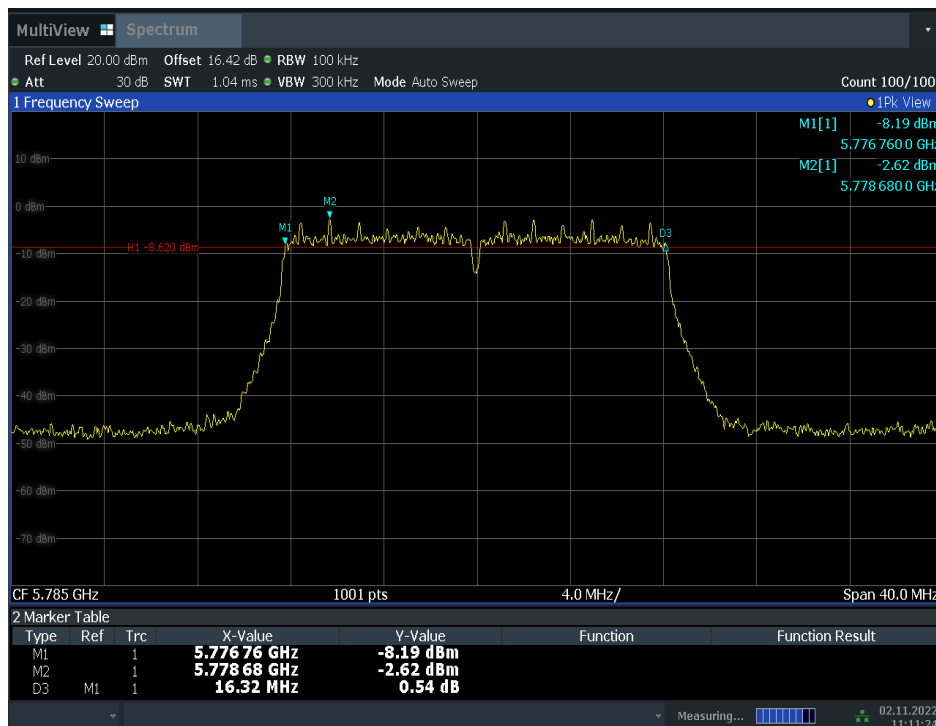 MultiView Spectrum
Ref Level 20.00 dBm Offset 16.42 dB RBW 100 kHz
Att 30 dB SWT 1.04 ms VBW 300 kHz Mode Auto Sweep Count 100/100
1 Frequency Sweep 1Pk View
M1[1] -8.19 dBm
5.776 760 0 GHz
M2[1] -2.62 dBm
5.778 680 0 GHz
10 dBm
M2
0 dBm
M1
D3
H1 -8.620 dBm
-10 dBm
-20 dBm
-30 dBm
-40 dBm
-50 dBm
-60 dBm
-70 dBm
CF 5.785 GHz 1001 pts 4.0 MHz/ Span 40.0 MHz
2 Marker Table
Type Ref Trc X-Value Y-Value Function Function Result
M1 1 5.776 76 GHz -8.19 dBm
M2 1 5.778 68 GHz -2.62 dBm
D3 M1 1 16.32 MHz 0.54 dB
Measuring... 02.11.2022
11:11:24